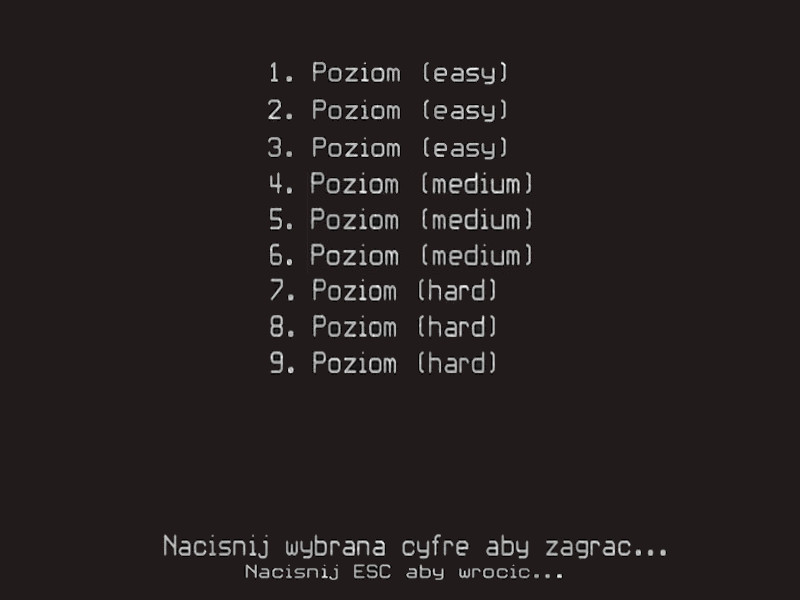 1. Poziom (easy)
2. Poziom (easy)
3. Poziom (easy)
4. Poziom (medium)
5. Poziom (medium)
6. Poziom (medium)
7. Poziom (hard)
8. Poziom (hard)
9. Poziom (hard)
Nacisnij wybrana cyfre aby zagrac...
Nacisnij ESC aby wrocic...